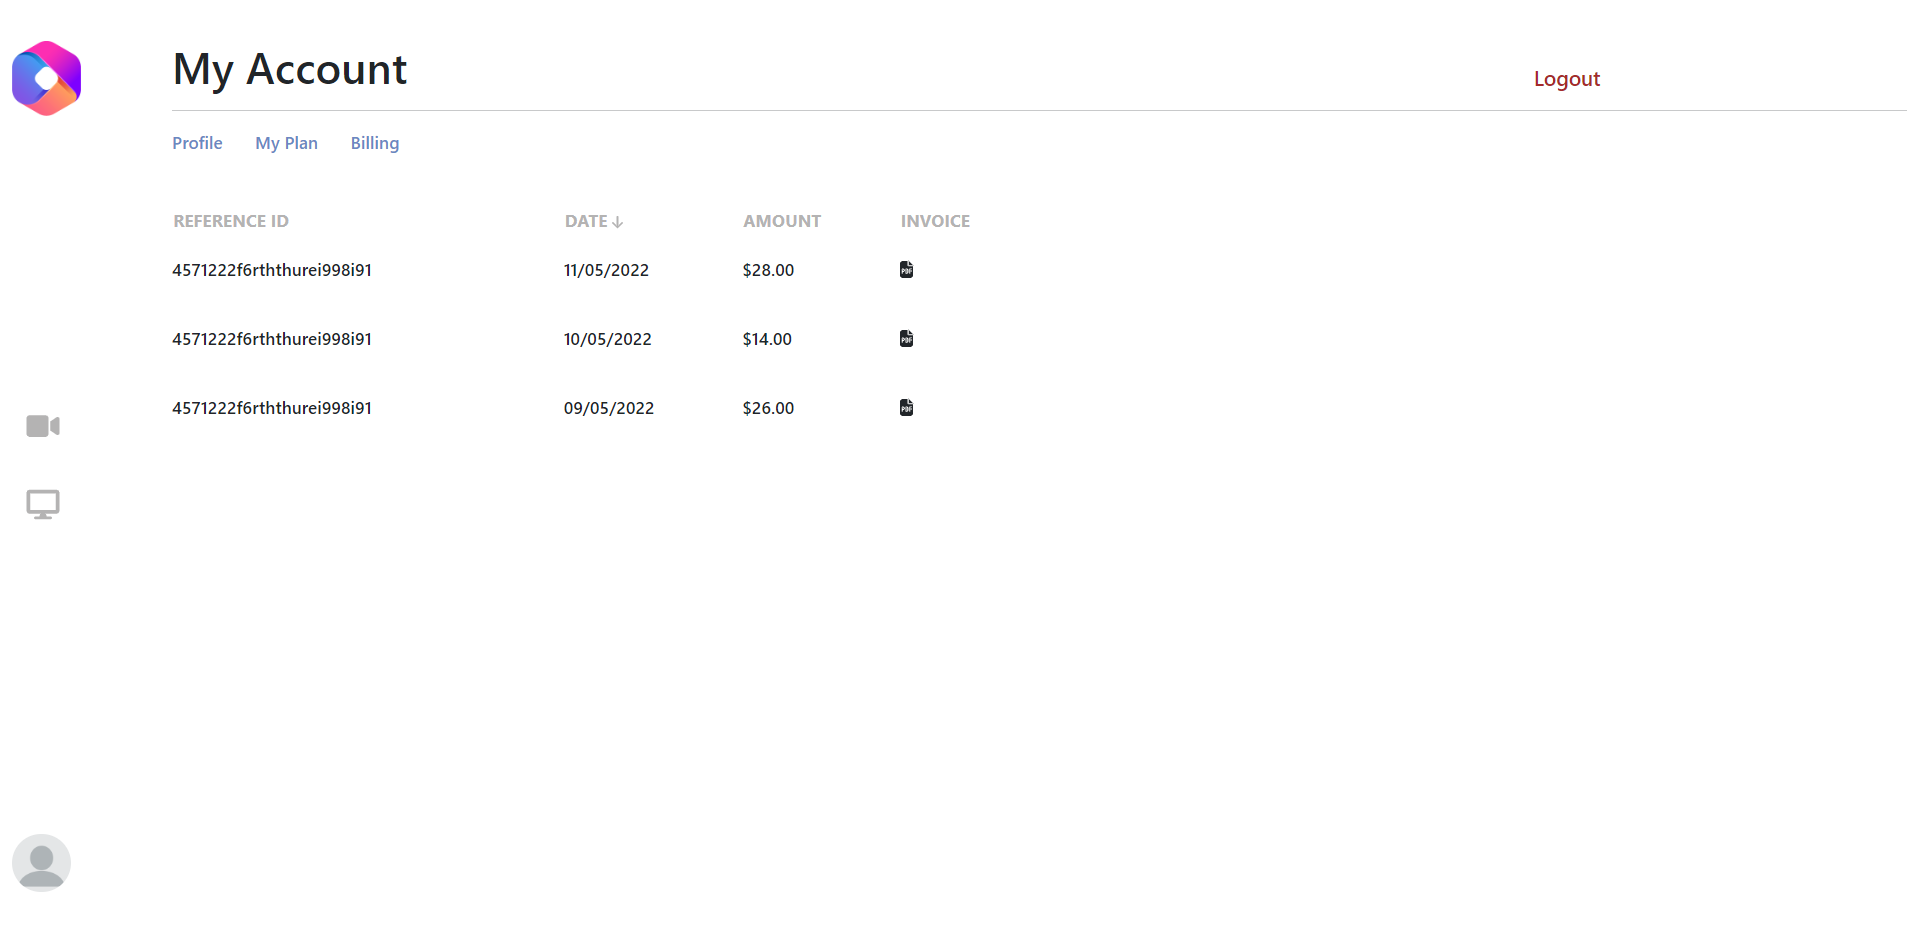 My Account
Logout
Profile My Plan Billing
REFERENCE ID DATE AMOUNT INVOICE
4571222f6rththurei998i91 11/05/2022 $28.00 PDF
4571222f6rththurei998i91 10/05/2022 $14.00 PDF
4571222f6rththurei998i91 09/05/2022 $26.00 PDF